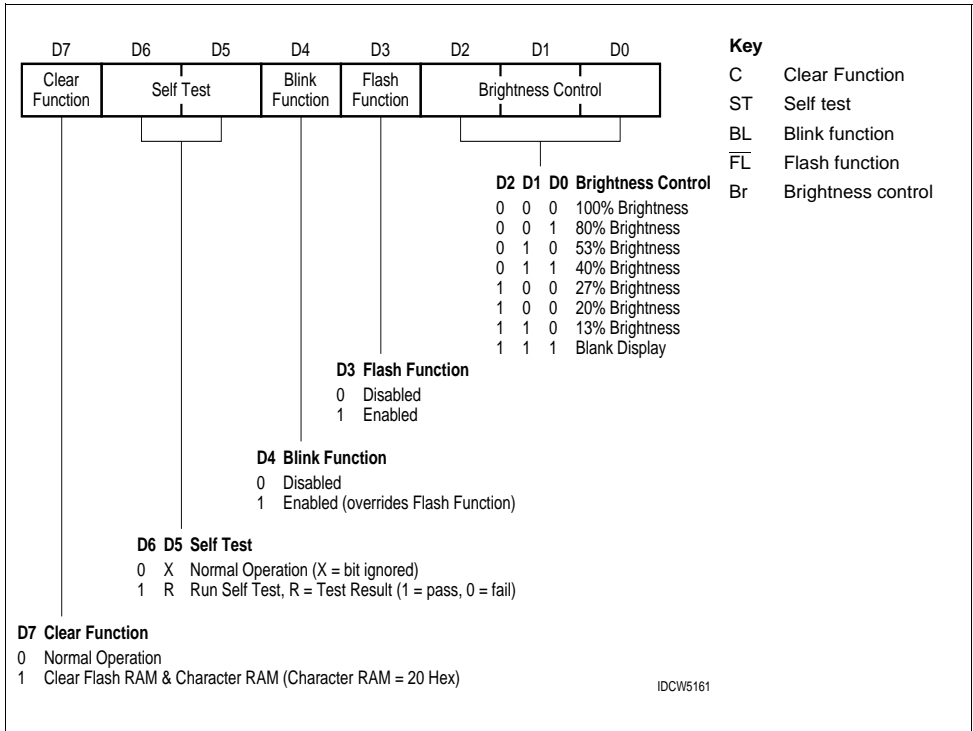 D7 D6 D5 D4 D3 D2 D1 D0
Clear Function
Self Test
Blink Function
Flash Function
Brightness Control
Key
C Clear Function
ST Self test
BL Blink function
F̅L̅ Flash function
Br Brightness control
D2 D1 D0 Brightness Control
0 0 0 100% Brightness
0 0 1 80% Brightness
0 1 0 53% Brightness
0 1 1 40% Brightness
1 0 0 27% Brightness
1 0 0 20% Brightness
1 1 0 13% Brightness
1 1 1 Blank Display
D3 Flash Function
0 Disabled
1 Enabled
D4 Blink Function
0 Disabled
1 Enabled (overrides Flash Function)
D6 D5 Self Test
0 X Normal Operation (X = bit ignored)
1 R Run Self Test, R = Test Result (1 = pass, 0 = fail)
D7 Clear Function
0 Normal Operation
1 Clear Flash RAM & Character RAM (Character RAM = 20 Hex)
IDCW5161